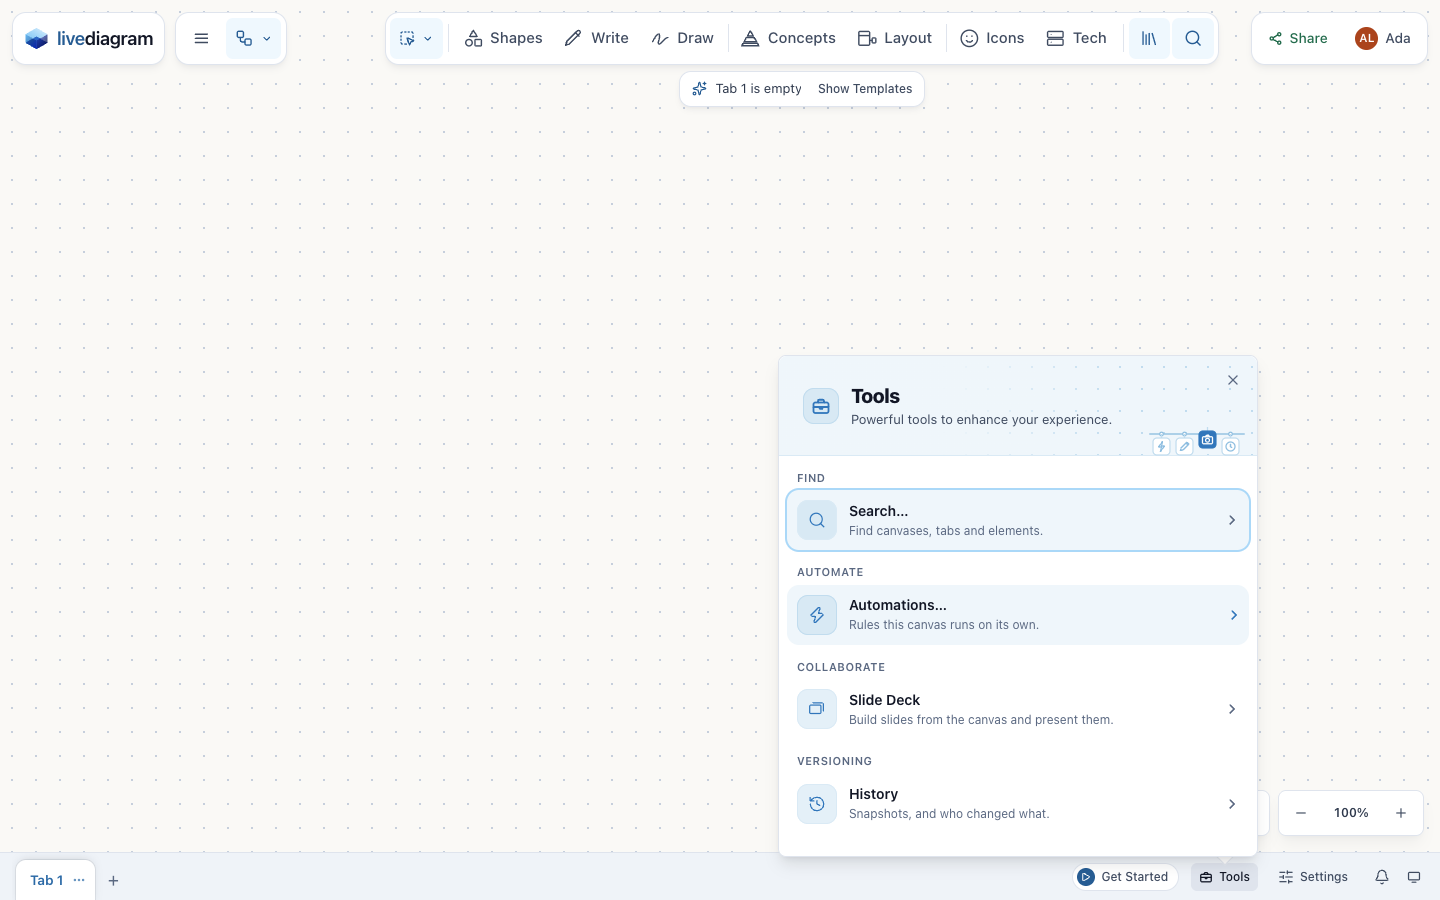 livediagram
Shapes
Write
Draw
Concepts
Layout
Icons
Tech
Share
AL
Ada
Tab 1 is empty
Show Templates
Tools
Powerful tools to enhance your experience.
FIND
Search...
Find canvases, tabs and elements.
AUTOMATE
Automations...
Rules this canvas runs on its own.
COLLABORATE
Slide Deck
Build slides from the canvas and present them.
VERSIONING
History
Snapshots, and who changed what.
100%
Tab 1
Get Started
Tools
Settings